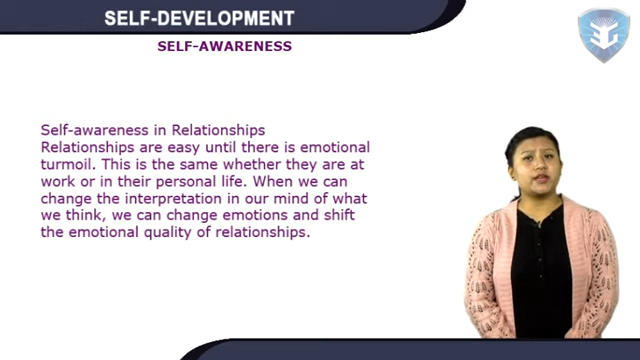 SELF-DEVELOPMENT
SELF-AWARENESS
Self-awareness in Relationships
Relationships are easy until there is emotional
turmoil. This is the same whether they are at
work or in their personal life. When we can
change the interpretation in our mind of what
we think, we can change emotions and shift
the emotional quality of relationships.